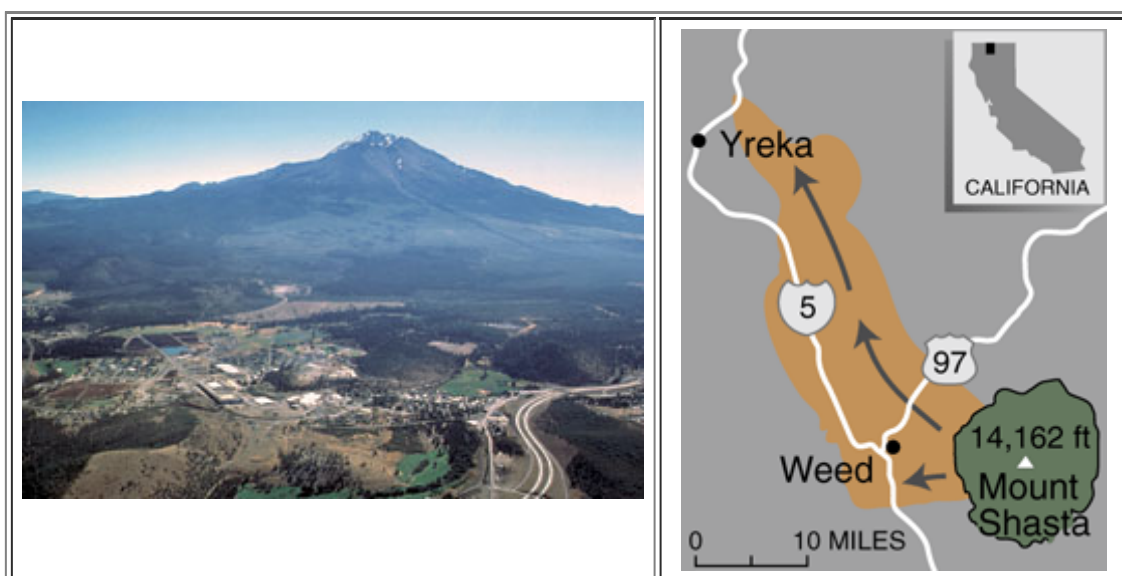 Yreka
CALIFORNIA
5
97
14,162 ft
Weed
Mount
Shasta
0
10 MILES